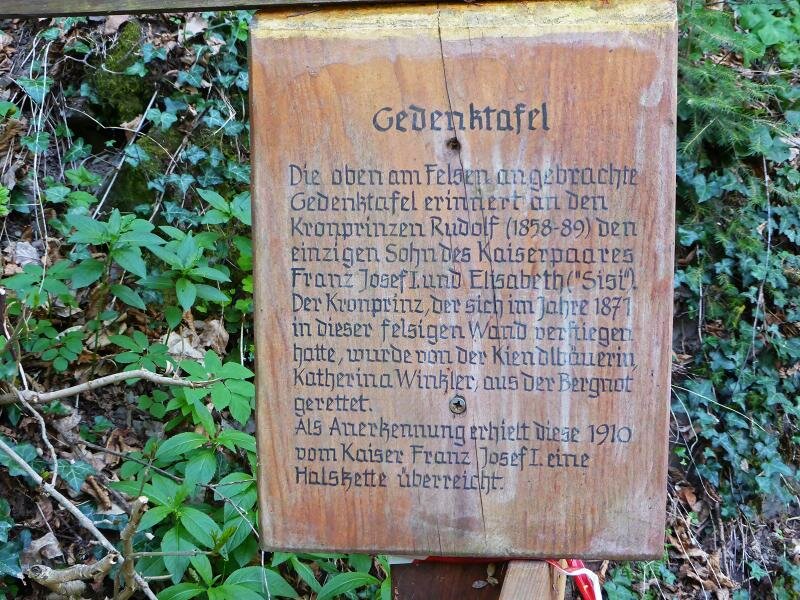 Gedenktafel
Die oben am Felsen angebrachte
Gedenktafel erinnert an den
Kronprinzen Rudolf (1858-89) den
einzigen Sohn des Kaiserpaares
Franz Josef I. und Elisabeth ("Sisi").
Der Kronprinz, der sich im Jahre 1871
in dieser felsigen Wand verstiegen
hatte, wurde von der Kiendlbäuerin,
Katherina Winkler, aus der Bergnot
gerettet.
Als Anerkennung erhielt diese 1910
vom Kaiser Franz Josef I. eine
Halskette überreicht.